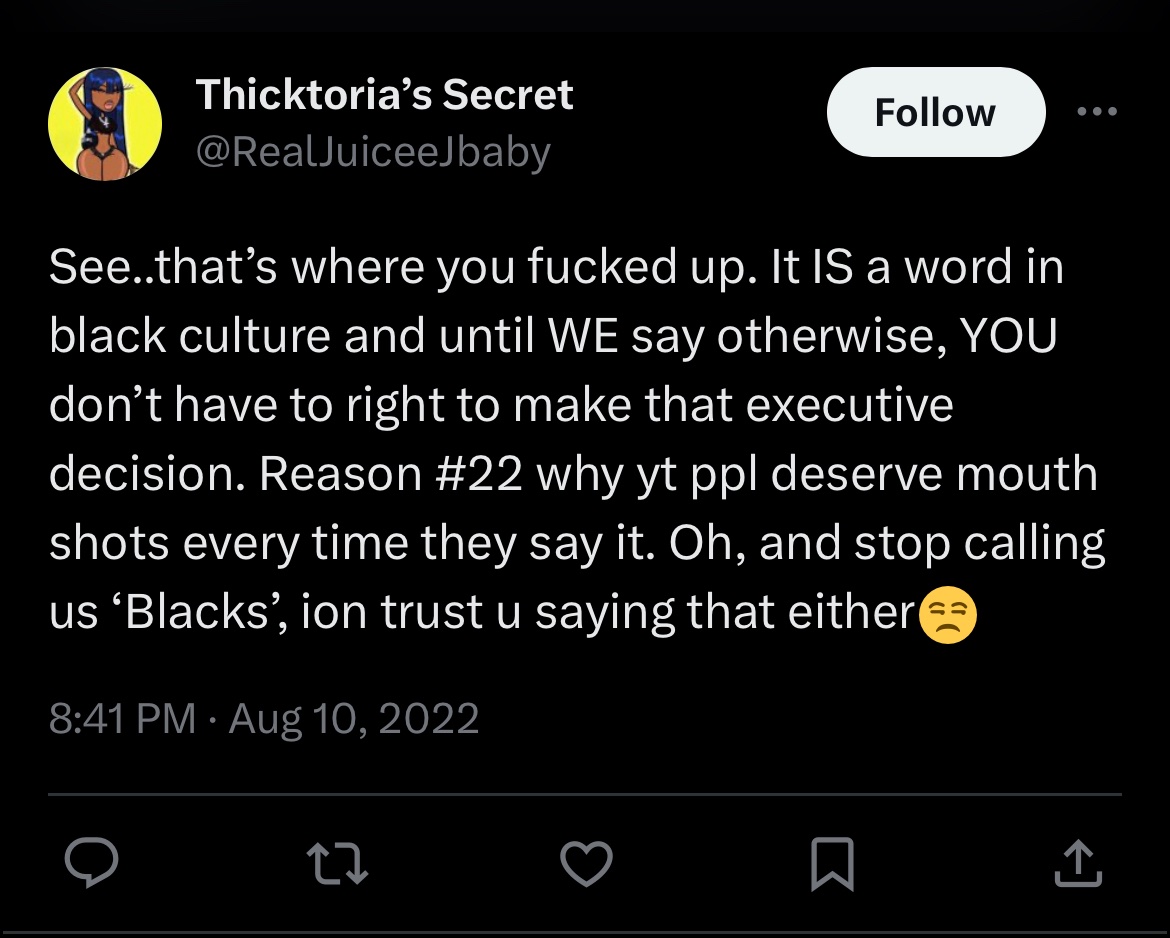 Thicktoria’s Secret
@RealJuiceeJbaby
Follow
See..that’s where you fucked up. It IS a word in
black culture and until WE say otherwise, YOU
don’t have to right to make that executive
decision. Reason #22 why yt ppl deserve mouth
shots every time they say it. Oh, and stop calling
us ‘Blacks’, ion trust u saying that either😒
8:41 PM · Aug 10, 2022